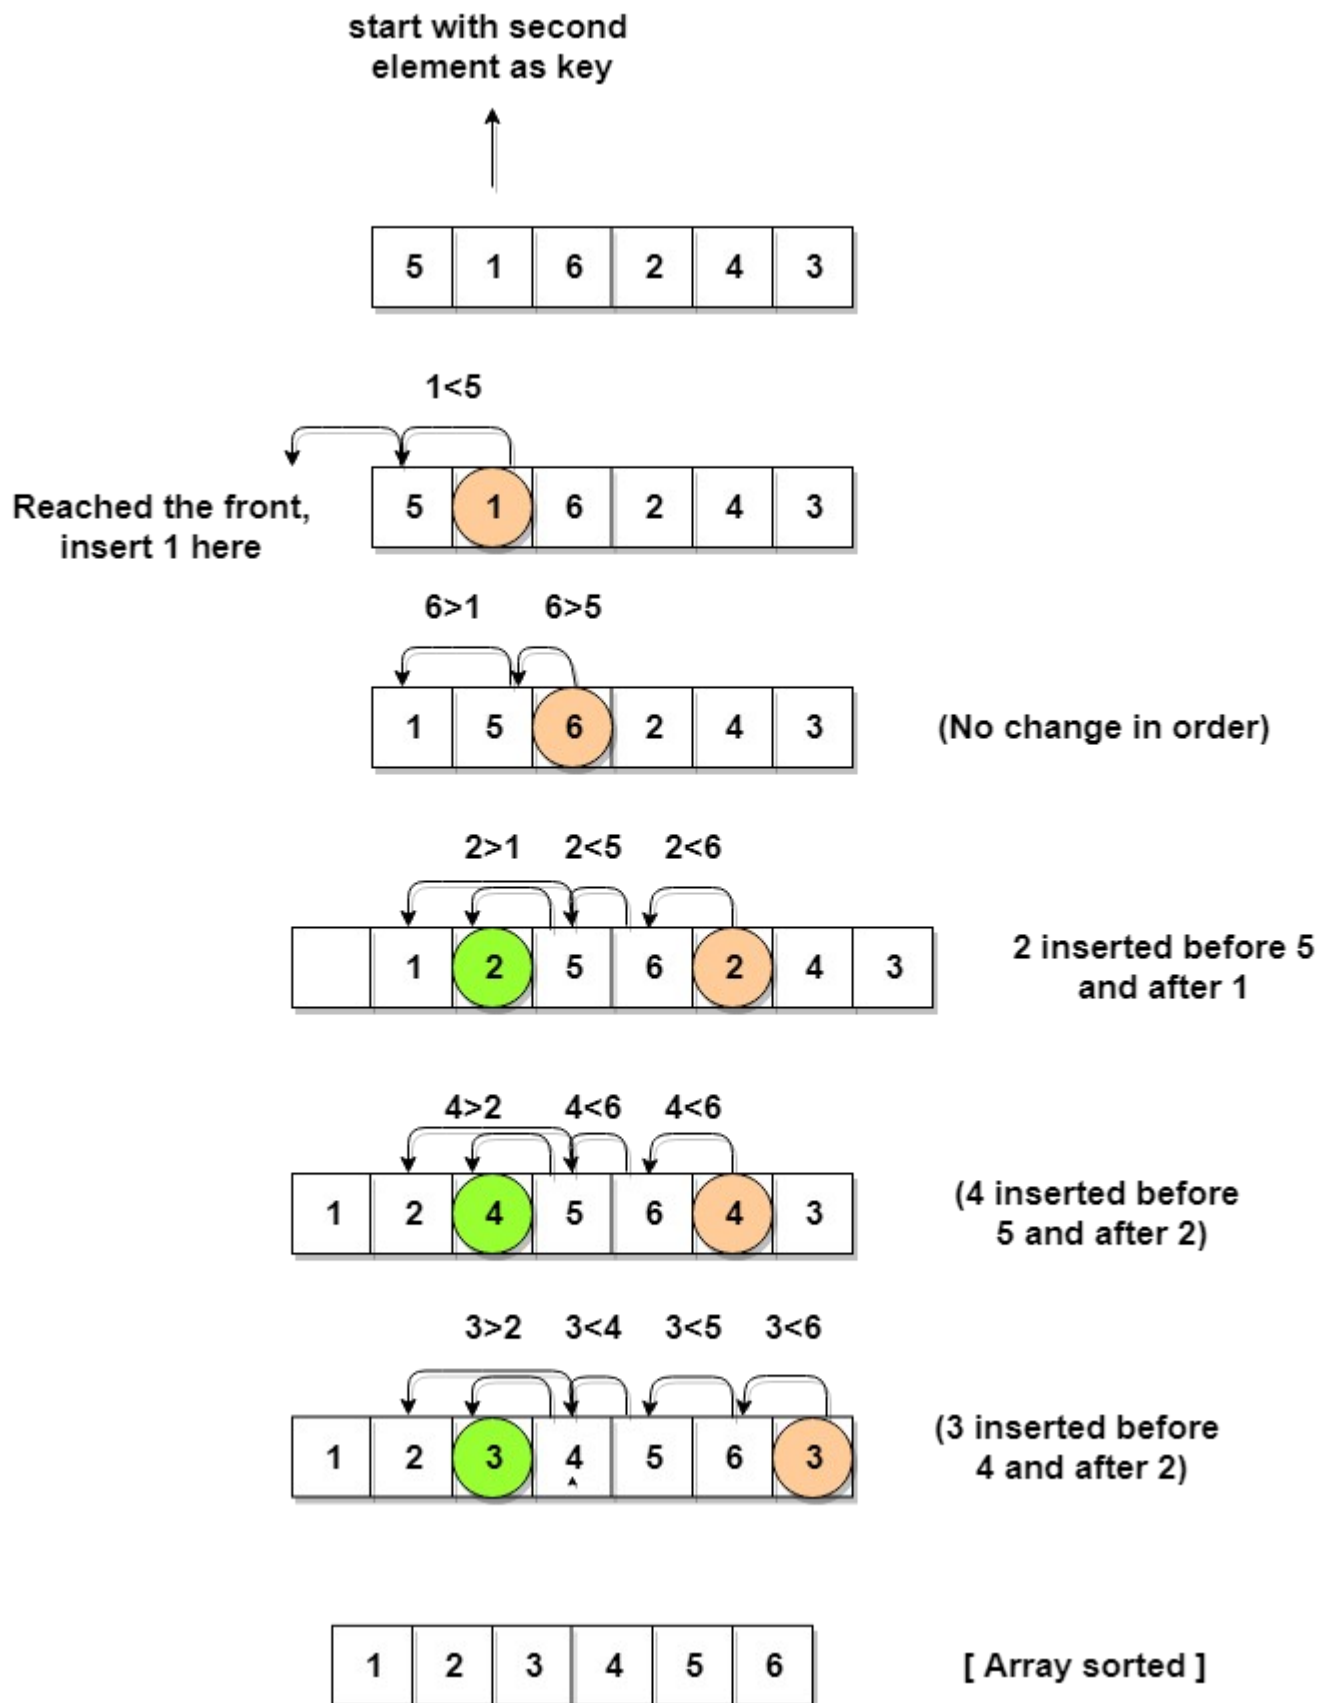 start with second
element as key
5 1 6 2 4 3
1<5
5 1 6 2 4 3
Reached the front,
insert 1 here
6>1 6>5
1 5 6 2 4 3
(No change in order)
2>1 2<5 2<6
1 2 5 6 2 4 3
2 inserted before 5
and after 1
4>2 4<6 4<6
1 2 4 5 6 4 3
(4 inserted before
5 and after 2)
3>2 3<4 3<5 3<6
1 2 3 4 5 6 3
(3 inserted before
4 and after 2)
1 2 3 4 5 6
[ Array sorted ]